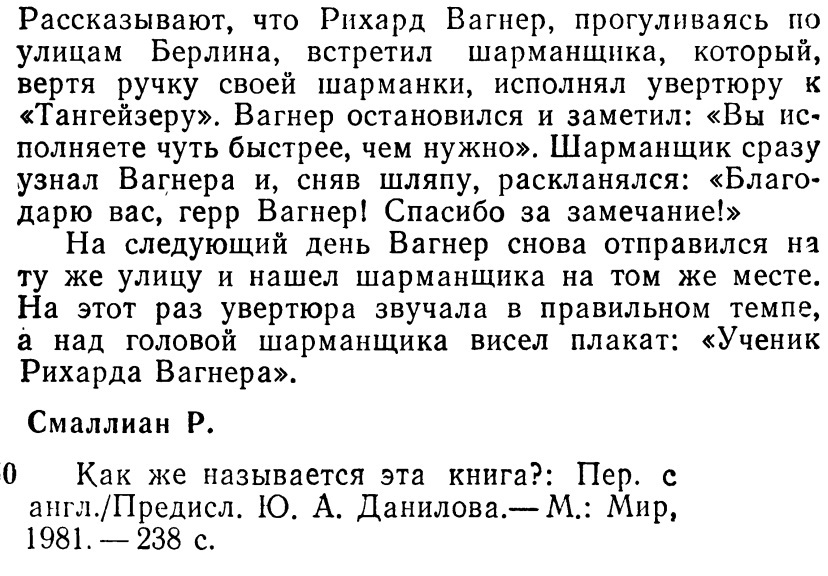 Рассказывают, что Рихард Вагнер, прогуливаясь по
улицам Берлина, встретил шарманщика, который,
вертя ручку своей шарманки, исполнял увертюру к
«Тангейзеру». Вагнер остановился и заметил: «Вы ис-
полняете чуть быстрее, чем нужно». Шарманщик сразу
узнал Вагнера и, сняв шляпу, раскланялся: «Благо-
дарю вас, герр Вагнер! Спасибо за замечание!»
На следующий день Вагнер снова отправился на
ту же улицу и нашел шарманщика на том же месте.
На этот раз увертюра звучала в правильном темпе,
а над головой шарманщика висел плакат: «Ученик
Рихарда Вагнера».
Смаллиан Р.
0 Как же называется эта книга?: Пер. с
англ./Предисл. Ю. А. Данилова.— М.: Мир,
1981. — 238 с.